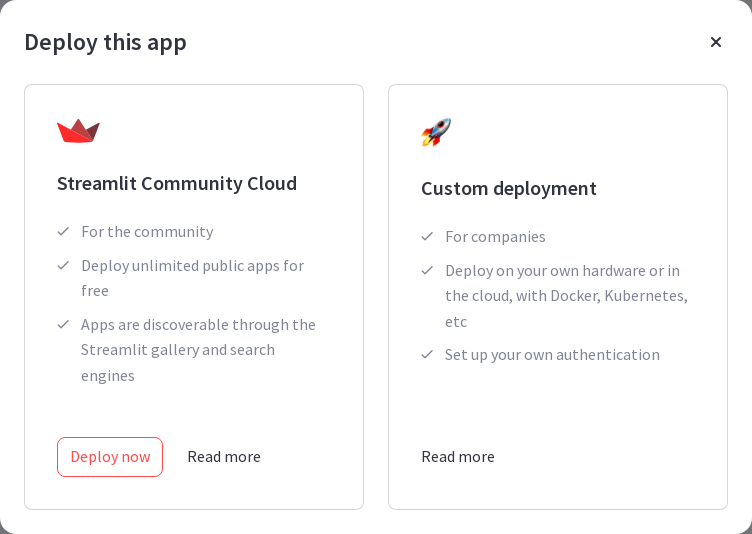 Deploy this app
Streamlit Community Cloud
For the community
Deploy unlimited public apps for
free
Apps are discoverable through the
Streamlit gallery and search
engines
Deploy now
Read more
Custom deployment
For companies
Deploy on your own hardware or in
the cloud, with Docker, Kubernetes,
etc
Set up your own authentication
Read more